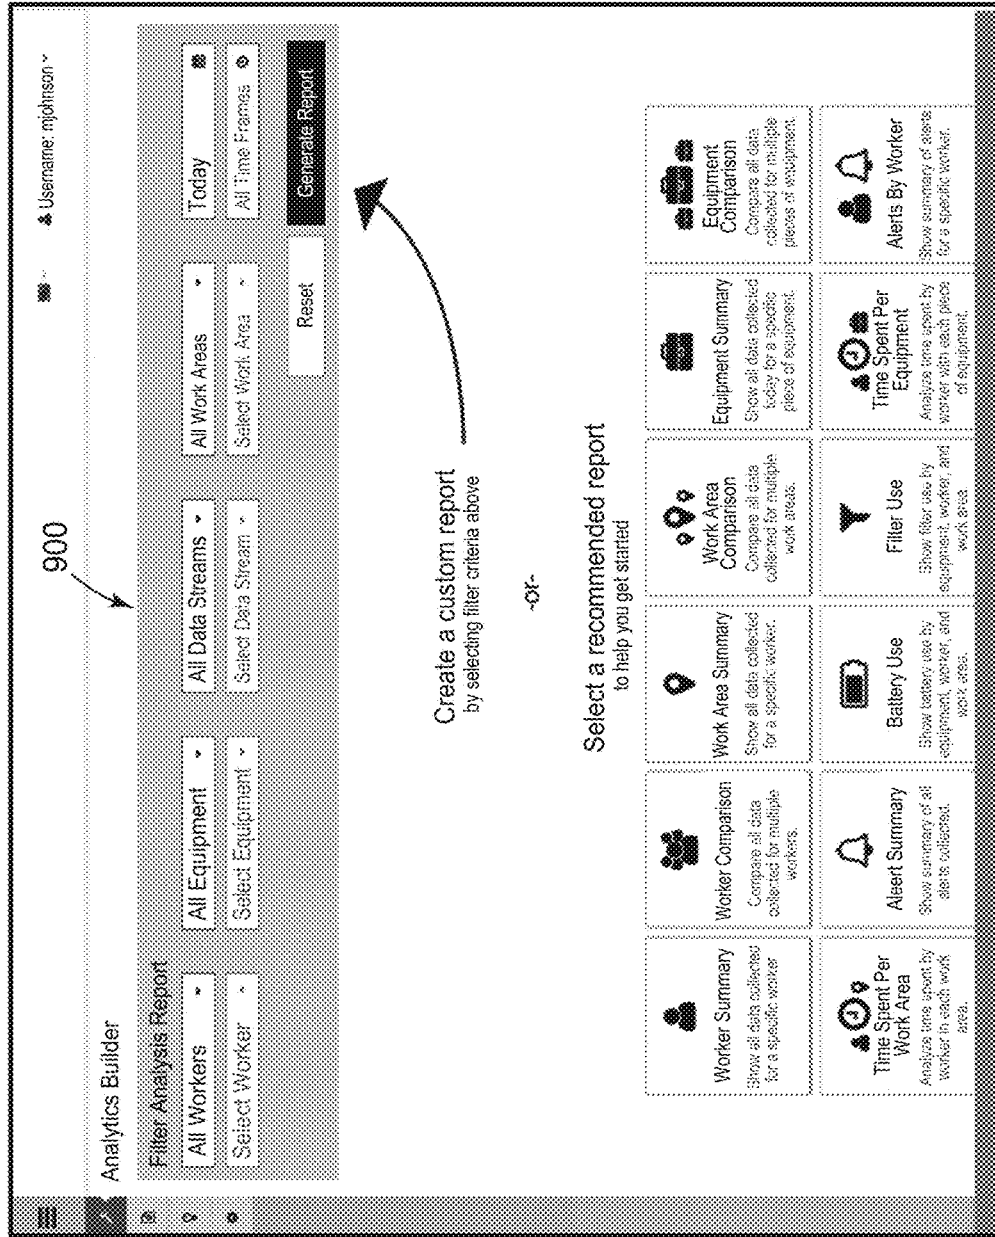 900
Username: mjohnson
Analytics Builder
Filter Analysis Report
All Workers
All Equipment
All Data Streams
All Work Areas
Today
Select Worker
Select Equipment
Select Data Stream
Select Work Area
All Time Frames
Reset
Generate Report
Create a custom report
by selecting filter criteria above
-or-
Select a recommended report
to help you get started
Worker Summary
Show all data collected
for a specific worker
Worker Comparison
Compare all data
collected for multiple
workers.
Work Area Summary
Show all data collected
for a specific worker.
Work Area
Comparison
Compare all data
collected for multiple
work areas.
Equipment Summary
Show all data collected
today for a specific
piece of equipment.
Equipment
Comparison
Compare all data
collected for multiple
pieces of equipment.
Time Spent Per
Work Area
Analyze time spent by
worker in each work
area.
Aleert Summary
Show summary of all
alerts collected.
Battery Use
Show battery use by
equipment, worker, and
work area.
Filter Use
Show filter use by
equipment, worker, and
work area
Time Spent Per
Equipment
Analyze time spent by
worker with each piece
of equipment.
Alerts By Worker
Show summary of alerts
for a specific worker.